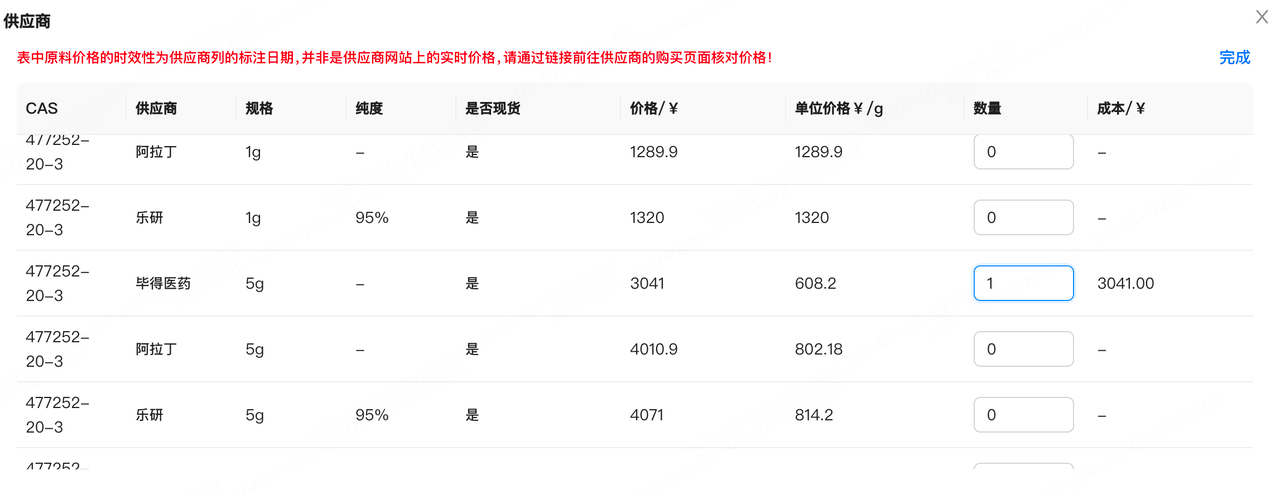 供应商
表中原料价格的时效性为供应商列的标注日期,并非是供应商网站上的实时价格,请通过链接前往供应商的购买页面核对价格!
完成
CAS 供应商 规格 纯度 是否现货 价格/¥ 单位价格¥/g 数量 成本/¥
477252-
20-3 阿拉丁 1g – 是 1289.9 1289.9 0 –
477252-
20-3 乐研 1g 95% 是 1320 1320 0 –
477252-
20-3 毕得医药 5g – 是 3041 608.2 1 3041.00
477252-
20-3 阿拉丁 5g – 是 4010.9 802.18 0 –
477252-
20-3 乐研 5g 95% 是 4071 814.2 0 –
477252-